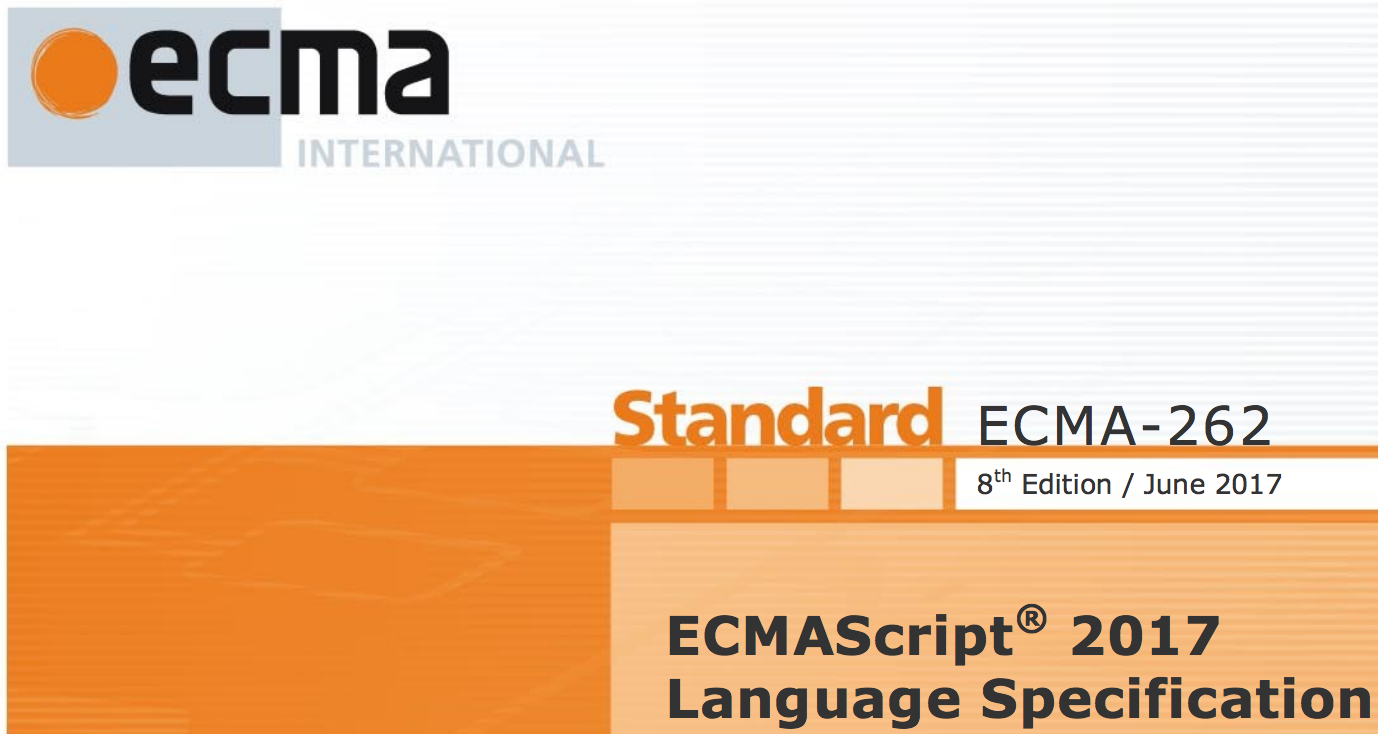 ecma
INTERNATIONAL
Standard ECMA-262
8th Edition / June 2017
ECMAScript® 2017
Language Specification